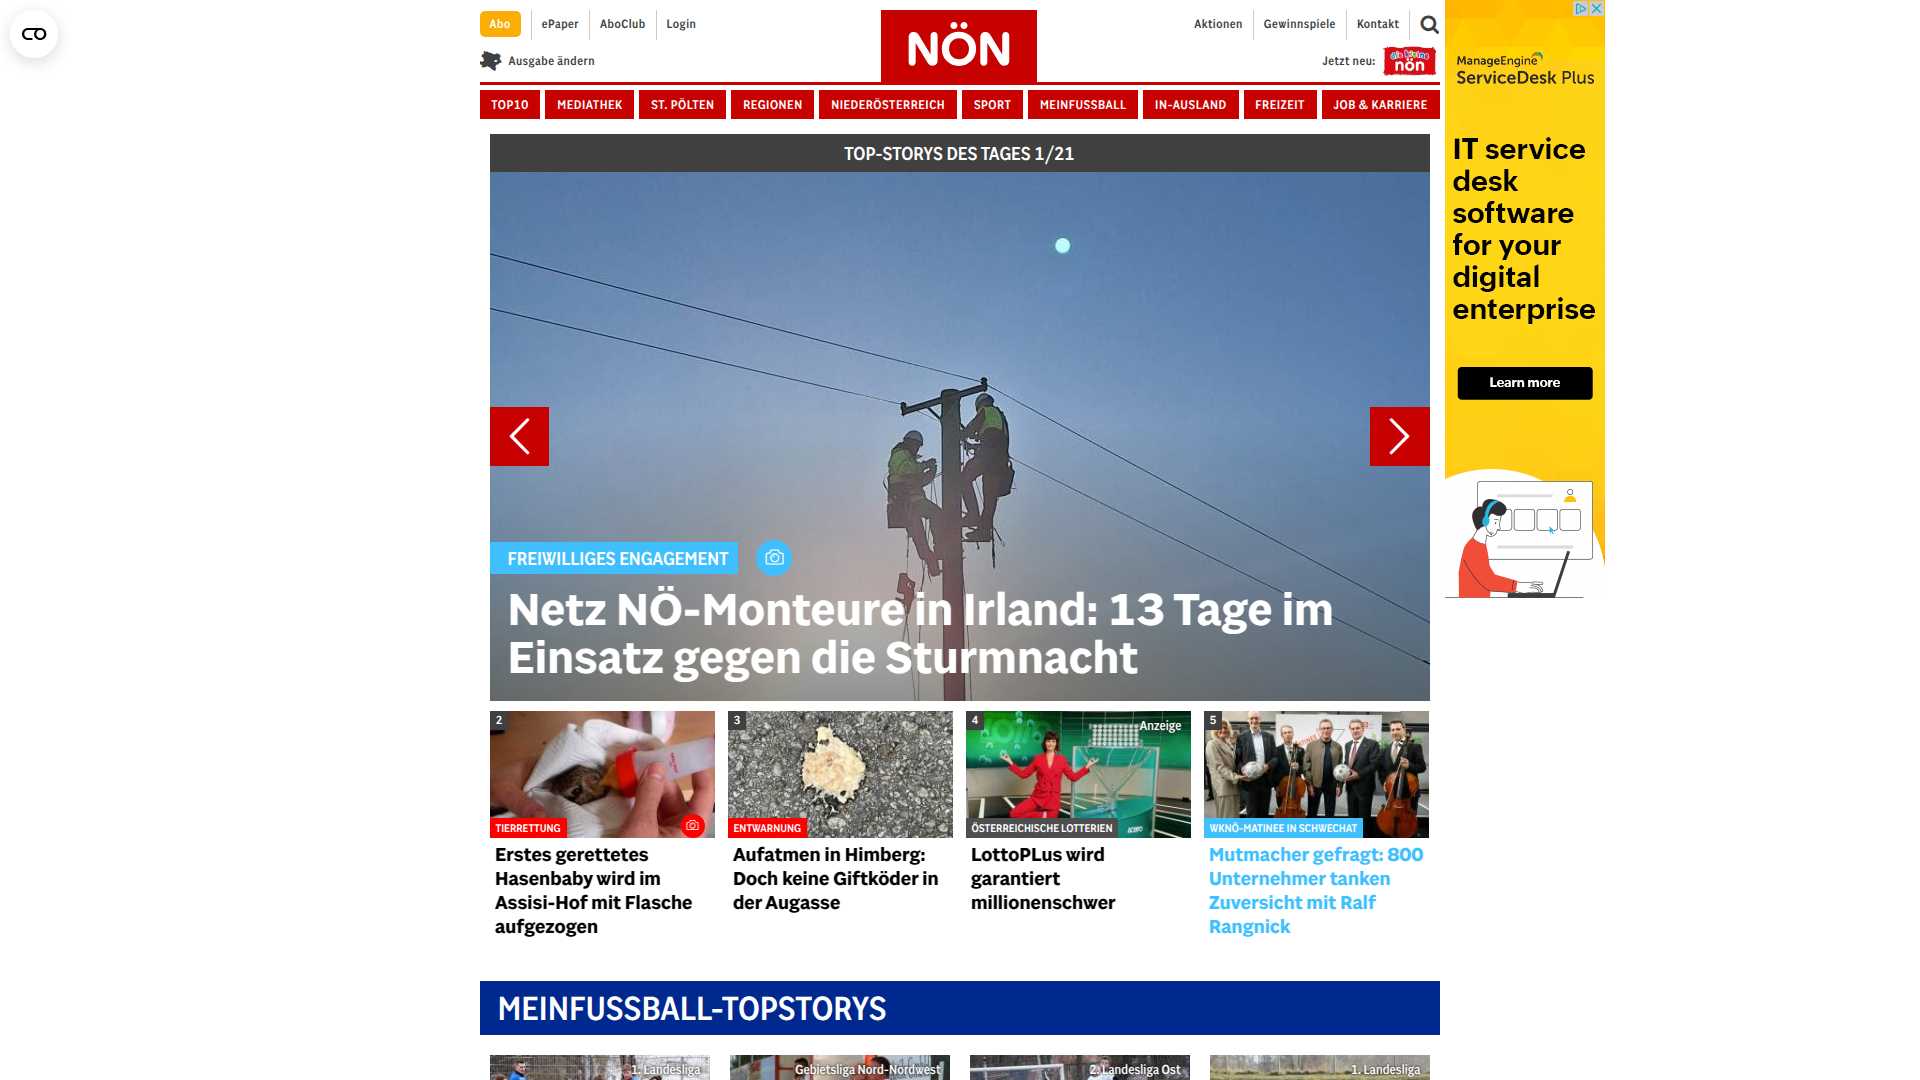 Abo
ePaper
AboClub
Login
Aktionen
Gewinnspiele
Kontakt
NÖN
Ausgabe ändern
Jetzt neu:
die kleine
nön
TOP10
MEDIATHEK
ST. PÖLTEN
REGIONEN
NIEDERÖSTERREICH
SPORT
MEINFUSSBALL
IN-AUSLAND
FREIZEIT
JOB & KARRIERE
TOP-STORYS DES TAGES 1/21
FREIWILLIGES ENGAGEMENT
Netz NÖ-Monteure in Irland: 13 Tage im
Einsatz gegen die Sturmnacht
2
TIERRETTUNG
Erstes gerettetes
Hasenbaby wird im
Assisi-Hof mit Flasche
aufgezogen
3
ENTWARNUNG
Aufatmen in Himberg:
Doch keine Giftköder in
der Augasse
4
Anzeige
ÖSTERREICHISCHE LOTTERIEN
LottoPLus wird
garantiert
millionenschwer
5
WKNÖ-MATINEE IN SCHWECHAT
Mutmacher gefragt: 800
Unternehmer tanken
Zuversicht mit Ralf
Rangnick
MEINFUSSBALL-TOPSTORYS
1. Landesliga
Gebietsliga Nord-Nordwest
2. Landesliga Ost
1. Landesliga
ManageEngine
ServiceDesk Plus
IT service
desk
software
for your
digital
enterprise
Learn more